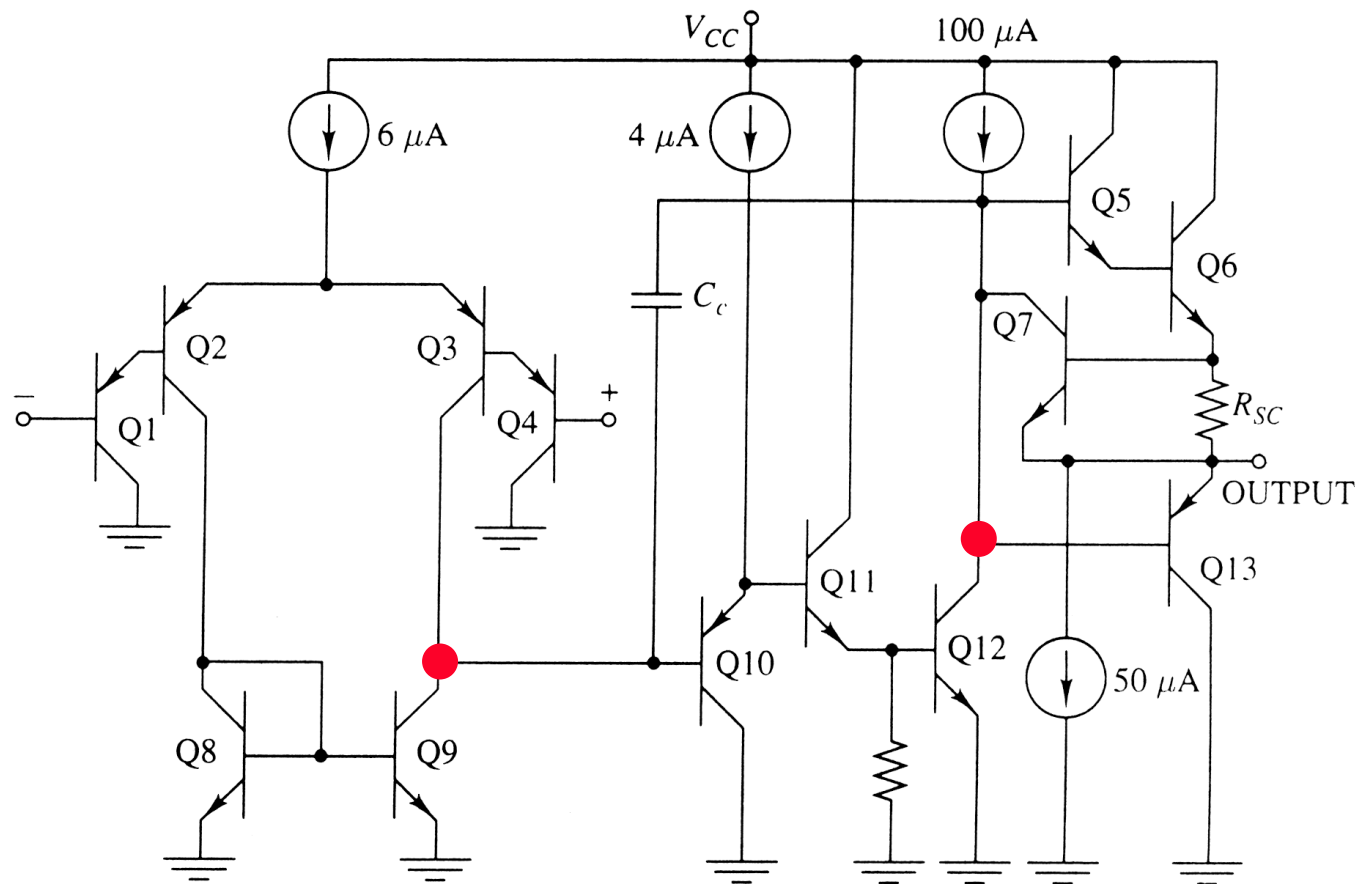 V_CC
100 μA
6 μA
4 μA
Q5
Q6
C_c
Q7
Q2
Q3
−
+
Q1
Q4
R_SC
OUTPUT
Q11
Q13
Q10
Q12
50 μA
Q8
Q9